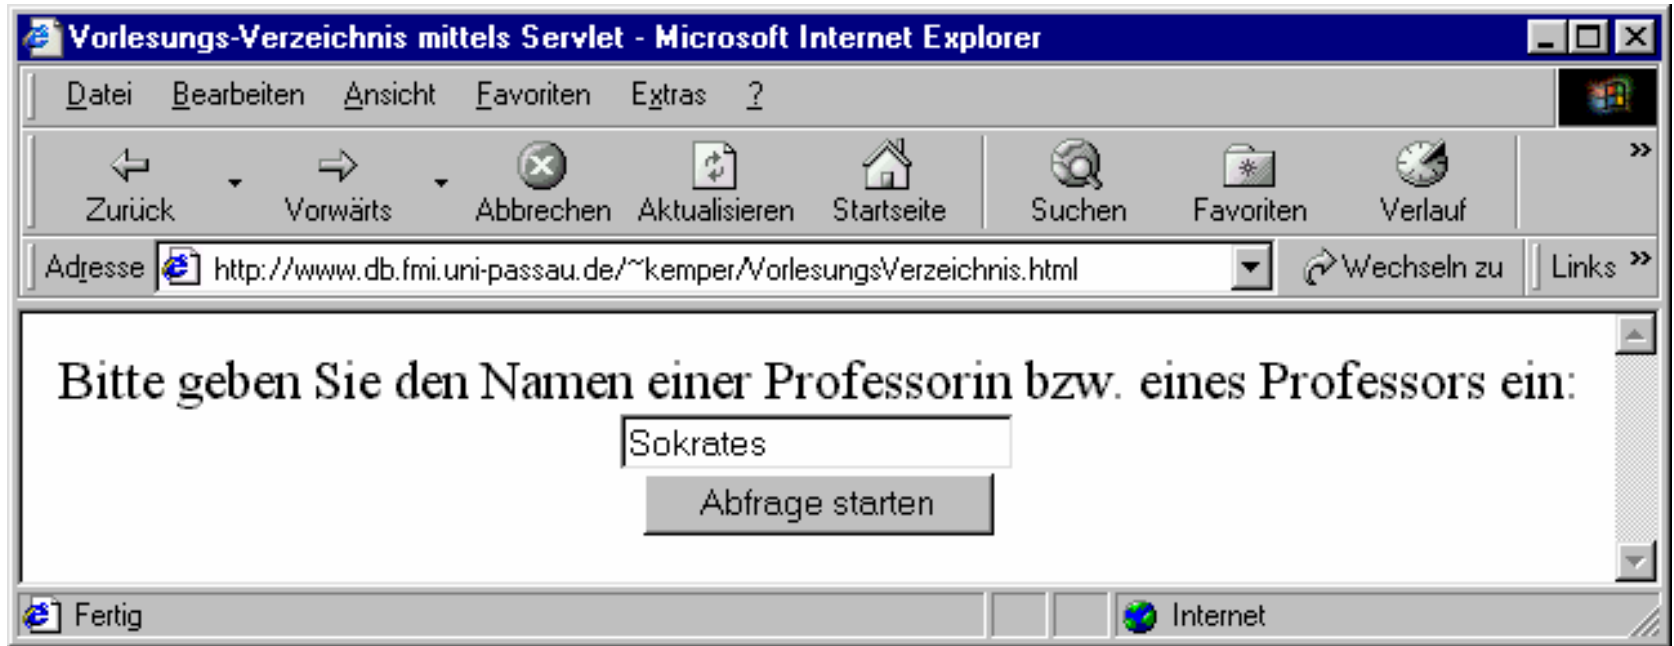 Vorlesungs-Verzeichnis mittels Servlet - Microsoft Internet Explorer
Datei Bearbeiten Ansicht Favoriten Extras ?
Zurück Vorwärts Abbrechen Aktualisieren Startseite Suchen Favoriten Verlauf »
Adresse http://www.db.fmi.uni-passau.de/~kemper/VorlesungsVerzeichnis.html Wechseln zu Links »
Bitte geben Sie den Namen einer Professorin bzw. eines Professors ein:
Sokrates
Abfrage starten
Fertig Internet